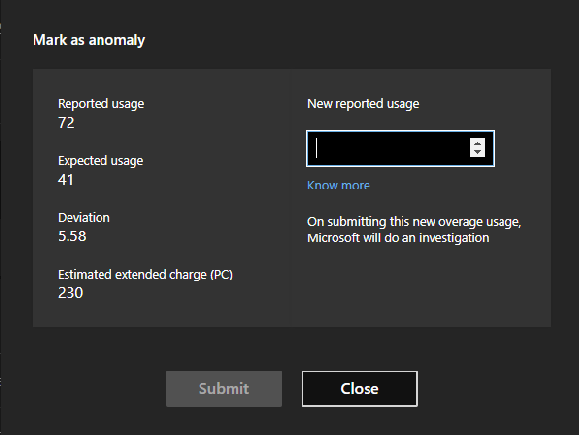 Mark as anomaly
Reported usage
72
Expected usage
41
Deviation
5.58
Estimated extended charge (PC)
230
New reported usage
Know more
On submitting this new overage usage,
Microsoft will do an investigation
Submit
Close